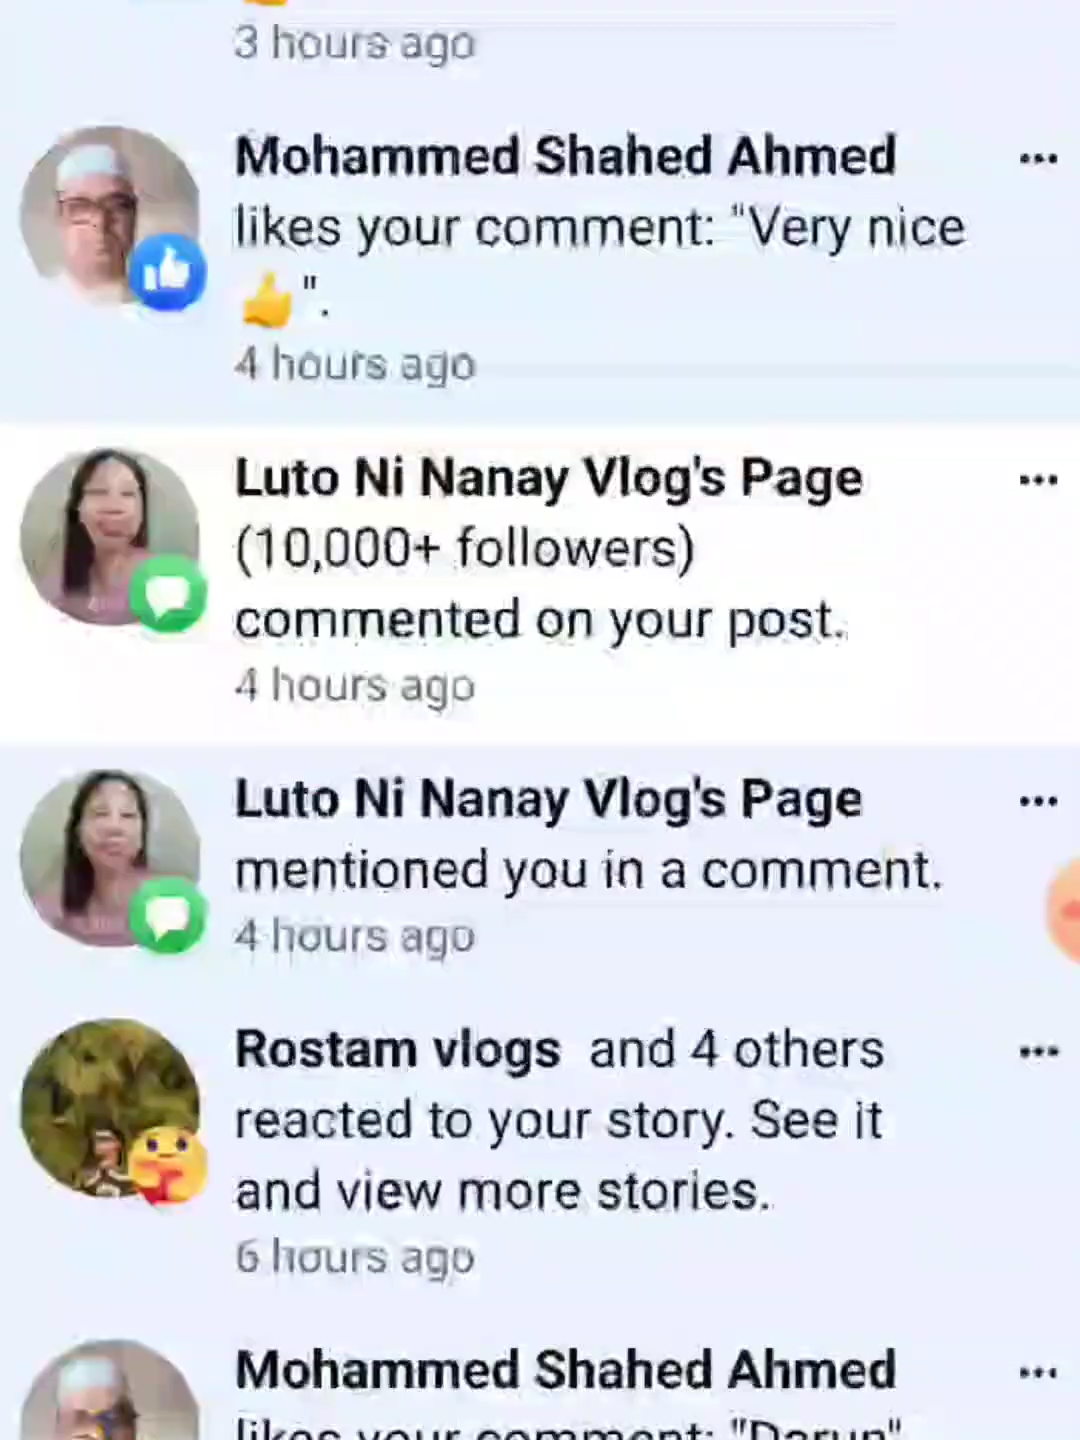 3 hours ago
Mohammed Shahed Ahmed
likes your comment: "Very nice
👍".
4 hours ago
Luto Ni Nanay Vlog's Page
(10,000+ followers)
commented on your post.
4 hours ago
Luto Ni Nanay Vlog's Page
mentioned you in a comment.
4 hours ago
Rostam vlogs and 4 others
reacted to your story. See it
and view more stories.
6 hours ago
Mohammed Shahed Ahmed
likes your comment: "Darun"